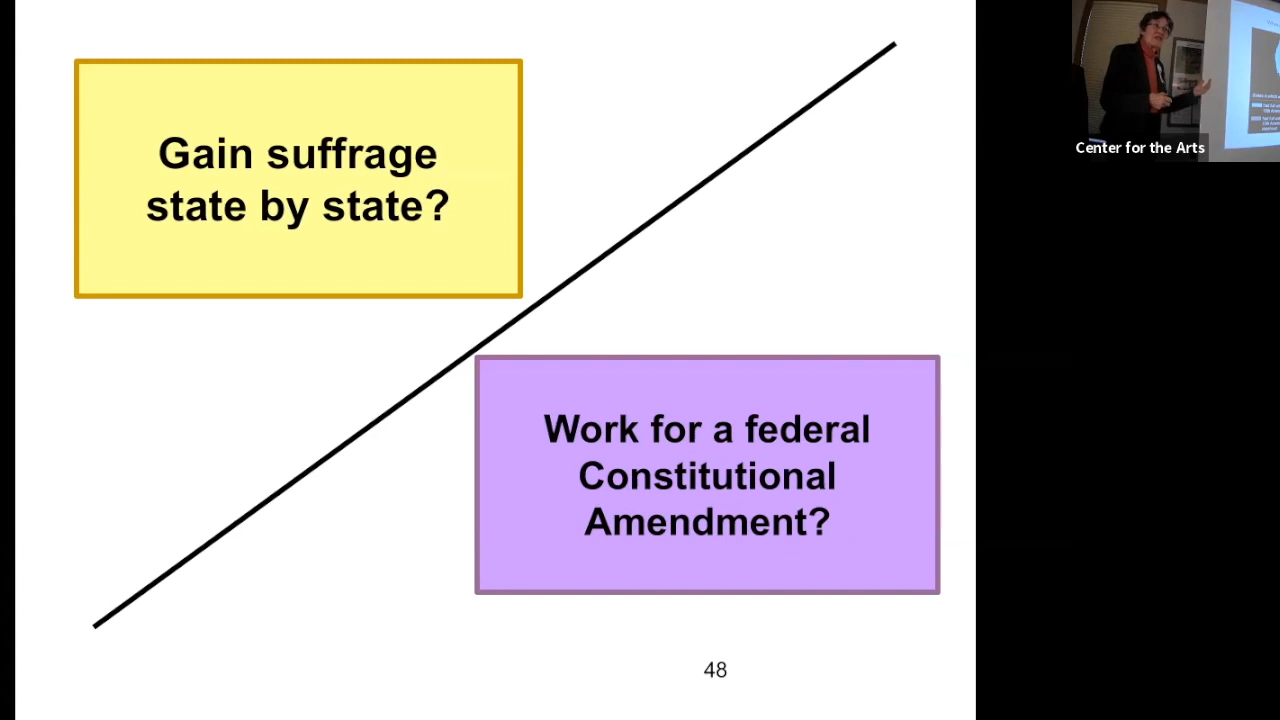 Gain suffrage
state by state?
Work for a federal
Constitutional
Amendment?
48
Center for the Arts